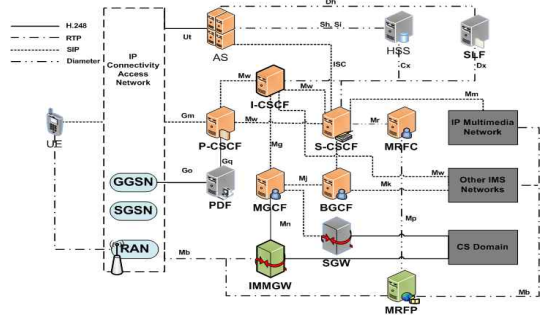 H.248
RTP
SIP
Diameter
IP
Connectivity
Access
Network
Ut
Dh
Sh, Si
AS
HSS
SLF
ISC
Cx
Dx
Mw
I-CSCF
Mw
Mm
Gm
P-CSCF
Mw
S-CSCF
Mr
MRFC
IP Multimedia
Network
UE
Mg
Gq
Go
GGSN
PDF
MGCF
Mj
BGCF
Mw
Mk
Other IMS
Networks
SGSN
Mn
Mp
RAN
Mb
IMMGW
SGW
CS Domain
MRFP
Mb